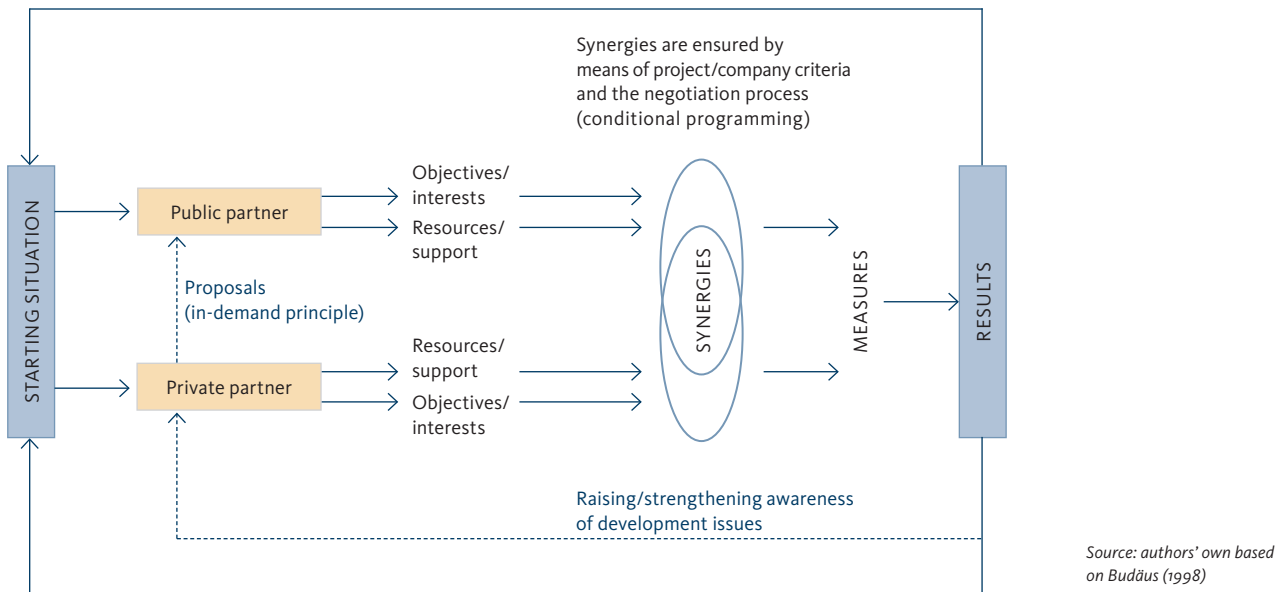 Synergies are ensured by
means of project/company criteria
and the negotiation process
(conditional programming)
STARTING SITUATION
Public partner
Objectives/
interests
Resources/
support
Proposals
(in-demand principle)
Private partner
Resources/
support
Objectives/
interests
SYNERGIES
MEASURES
RESULTS
Raising/strengthening awareness
of development issues
Source: authors’ own based
on Budäus (1998)